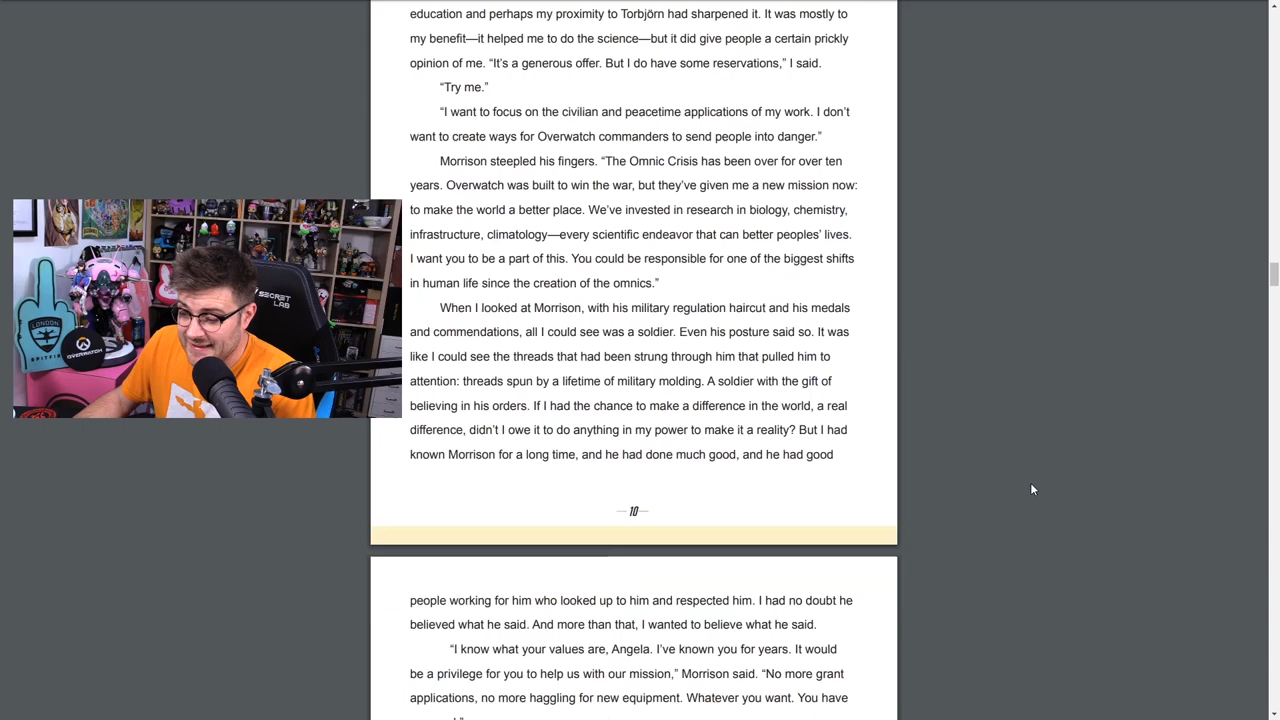 education and perhaps my proximity to Torbjörn had sharpened it. It was mostly to
my benefit—it helped me to do the science—but it did give people a certain prickly
opinion of me. “It’s a generous offer. But I do have some reservations,” I said.
“Try me.”
“I want to focus on the civilian and peacetime applications of my work. I don’t
want to create ways for Overwatch commanders to send people into danger.”
Morrison steepled his fingers. “The Omnic Crisis has been over for over ten
years. Overwatch was built to win the war, but they’ve given me a new mission now:
to make the world a better place. We’ve invested in research in biology, chemistry,
infrastructure, climatology—every scientific endeavor that can better peoples’ lives.
I want you to be a part of this. You could be responsible for one of the biggest shifts
in human life since the creation of the omnics.”
When I looked at Morrison, with his military regulation haircut and his medals
and commendations, all I could see was a soldier. Even his posture said so. It was
like I could see the threads that had been strung through him that pulled him to
attention: threads spun by a lifetime of military molding. A soldier with the gift of
believing in his orders. If I had the chance to make a difference in the world, a real
difference, didn’t I owe it to do anything in my power to make it a reality? But I had
known Morrison for a long time, and he had done much good, and he had good
— 10 —
people working for him who looked up to him and respected him. I had no doubt he
believed what he said. And more than that, I wanted to believe what he said.
“I know what your values are, Angela. I’ve known you for years. It would
be a privilege for you to help us with our mission,” Morrison said. “No more grant
applications, no more haggling for new equipment. Whatever you want. You have
SECRET
LAB
LONDON
SPITFIRE
OVERWATCH